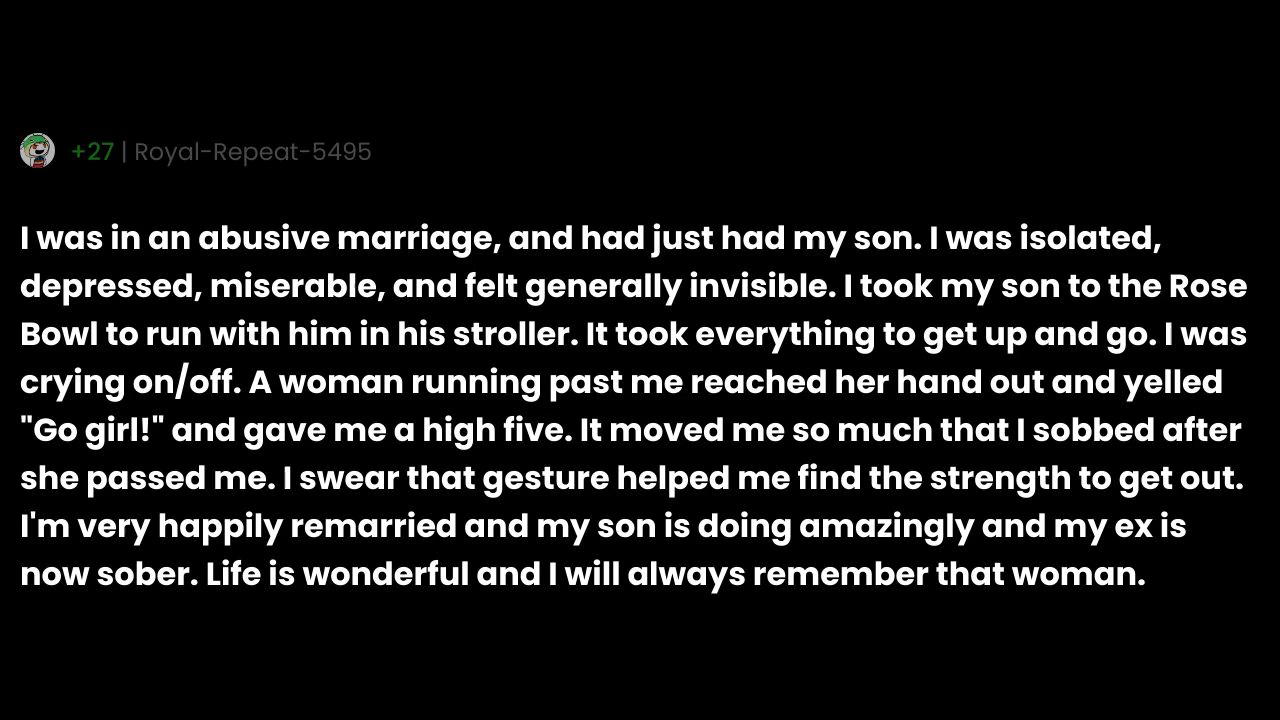 +27 | Royal-Repeat-5495
I was in an abusive marriage, and had just had my son. I was isolated,
depressed, miserable, and felt generally invisible. I took my son to the Rose
Bowl to run with him in his stroller. It took everything to get up and go. I was
crying on/off. A woman running past me reached her hand out and yelled
"Go girl!" and gave me a high five. It moved me so much that I sobbed after
she passed me. I swear that gesture helped me find the strength to get out.
I'm very happily remarried and my son is doing amazingly and my ex is
now sober. Life is wonderful and I will always remember that woman.